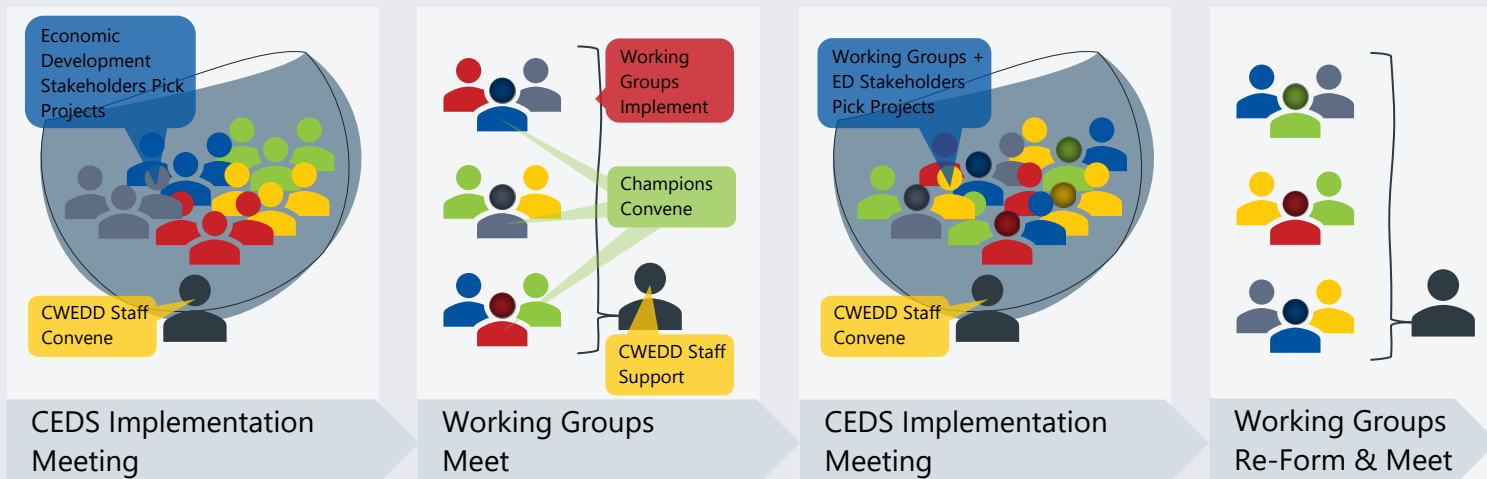 Economic
Development
Stakeholders Pick
Projects
CWEDD Staff
Convene
CEDS Implementation
Meeting
Working
Groups
Implement
Champions
Convene
CWEDD Staff
Support
Working Groups
Meet
Working Groups +
ED Stakeholders
Pick Projects
CWEDD Staff
Convene
CEDS Implementation
Meeting
Working Groups
Re-Form & Meet